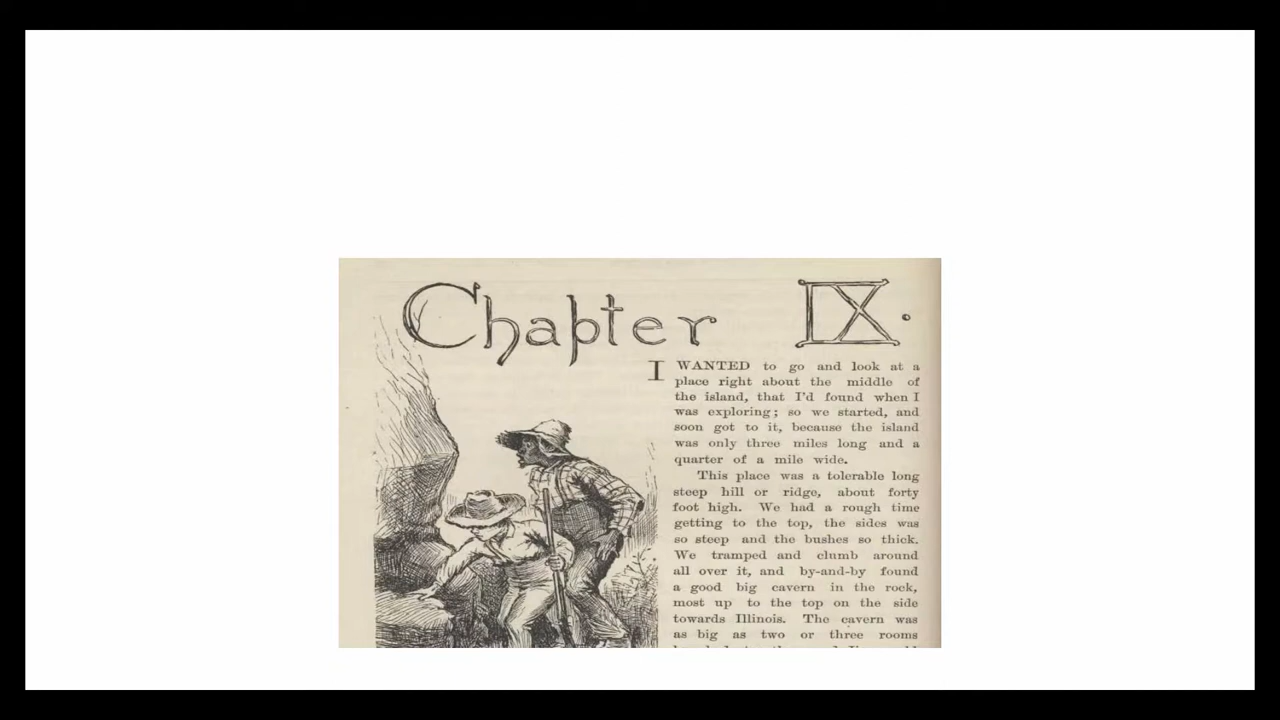 Chapter IX.
I WANTED to go and look at a
place right about the middle of
the island, that I'd found when I
was exploring; so we started, and
soon got to it, because the island
was only three miles long and a
quarter of a mile wide.
This place was a tolerable long
steep hill or ridge, about forty
foot high. We had a rough time
getting to the top, the sides was
so steep and the bushes so thick.
We tramped and clumb around
all over it, and by-and-by found
a good big cavern in the rock,
most up to the top on the side
towards Illinois. The cavern was
as big as two or three rooms